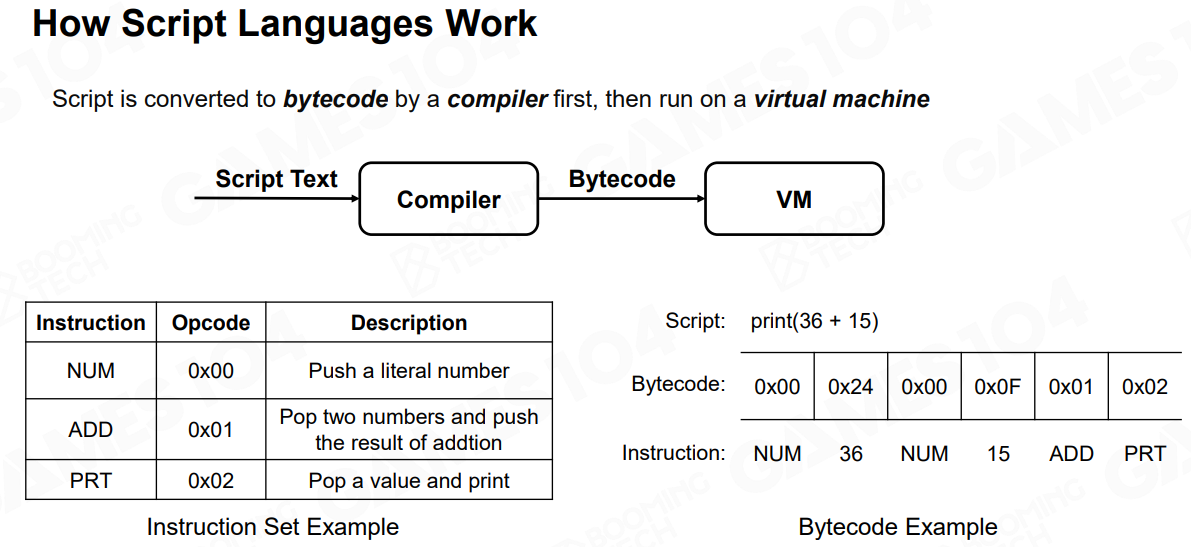 How Script Languages Work
Script is converted to bytecode by a compiler first, then run on a virtual machine
Script Text
Compiler
Bytecode
VM
Instruction Opcode Description
NUM 0x00 Push a literal number
ADD 0x01 Pop two numbers and push
the result of addtion
PRT 0x02 Pop a value and print
Instruction Set Example
Script: print(36 + 15)
Bytecode: 0x00 0x24 0x00 0x0F 0x01 0x02
Instruction: NUM 36 NUM 15 ADD PRT
Bytecode Example
GAMES104
BOOMING
TECH